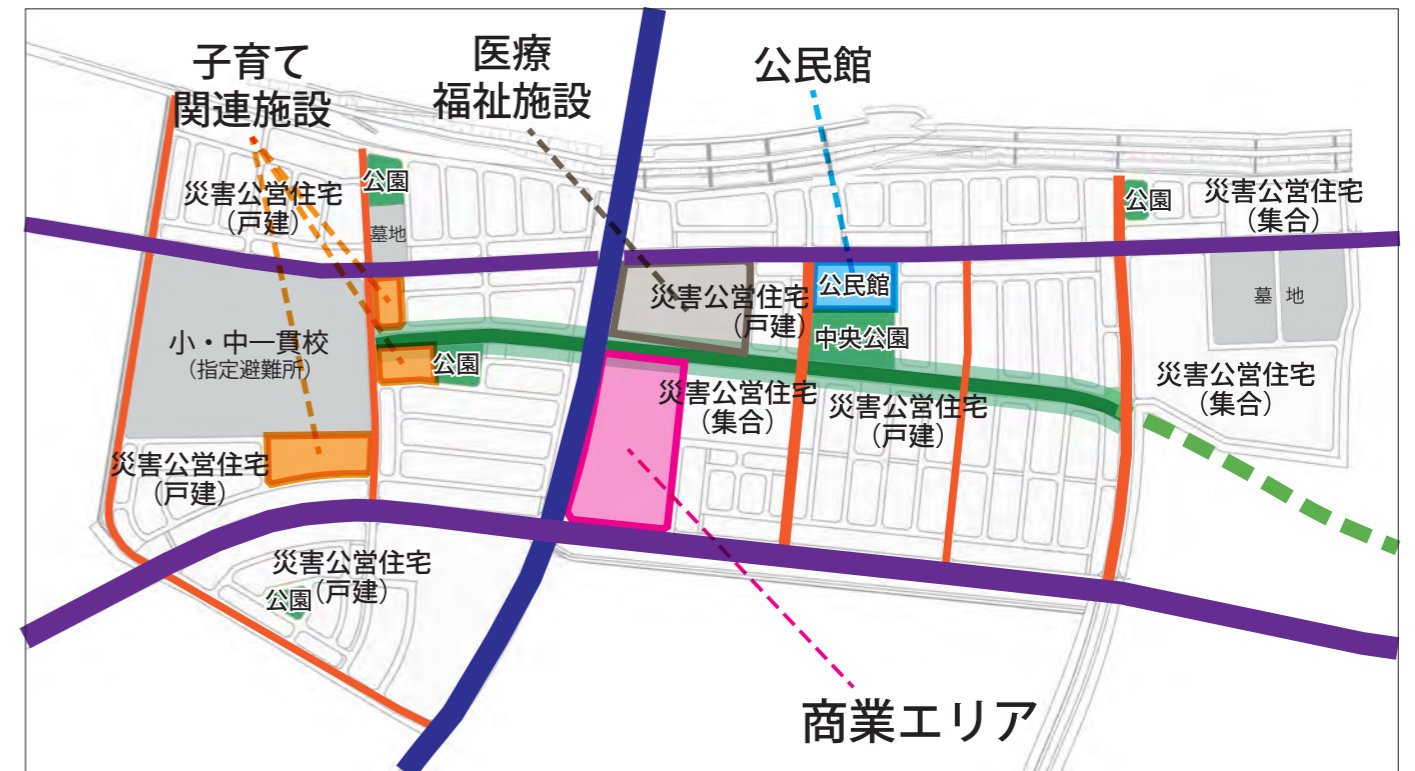 子育て
関連施設
医療
福祉施設
公民館
災害公営住宅
（戸建）
公園
墓地
公園
災害公営住宅
（集合）
災害公営住宅
（戸建）
公民館
中央公園
墓 地
小・中一貫校
（指定避難所）
公園
災害公営住宅
（集合）
災害公営住宅
（戸建）
災害公営住宅
（集合）
災害公営住宅
（戸建）
災害公営住宅
（戸建）
公園
商業エリア